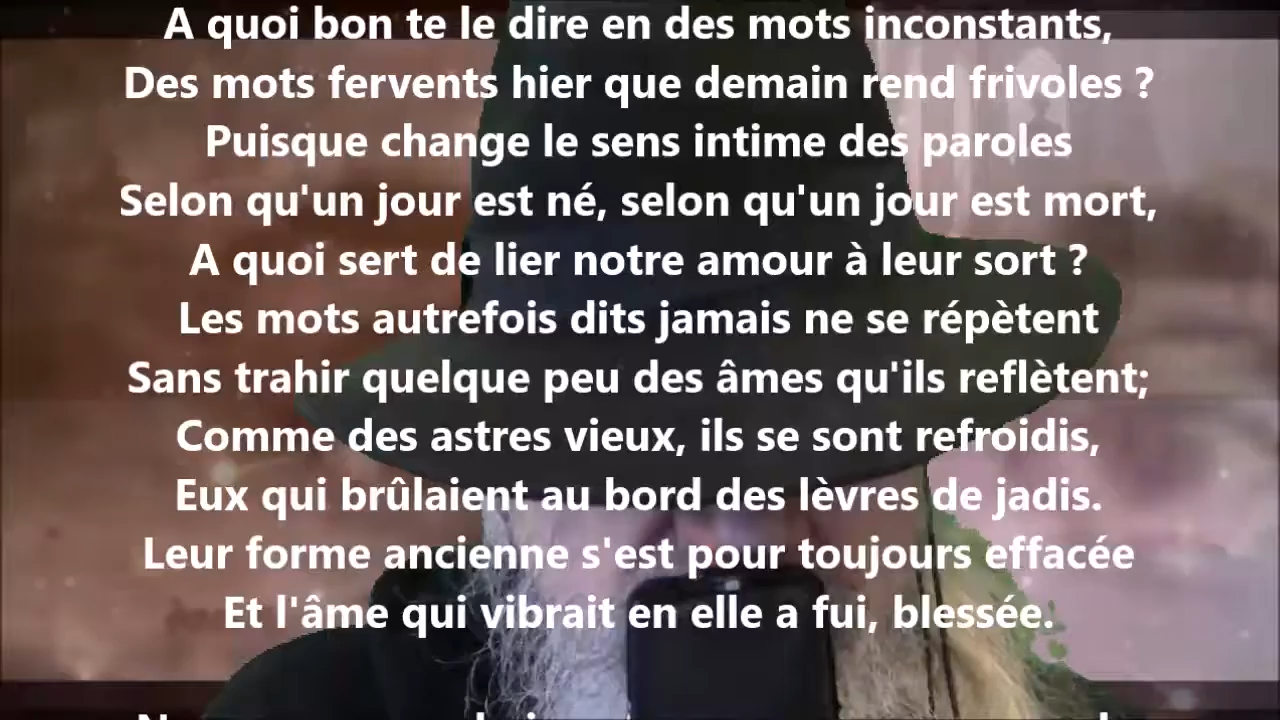 A quoi bon te le dire en des mots inconstants,
Des mots fervents hier que demain rend frivoles ?
Puisque change le sens intime des paroles
Selon qu'un jour est né, selon qu'un jour est mort,
A quoi sert de lier notre amour à leur sort ?
Les mots autrefois dits jamais ne se répètent
Sans trahir quelque peu des âmes qu'ils reflètent;
Comme des astres vieux, ils se sont refroidis,
Eux qui brûlaient au bord des lèvres de jadis.
Leur forme ancienne s'est pour toujours effacée
Et l'âme qui vibrait en elle a fui, blessée.